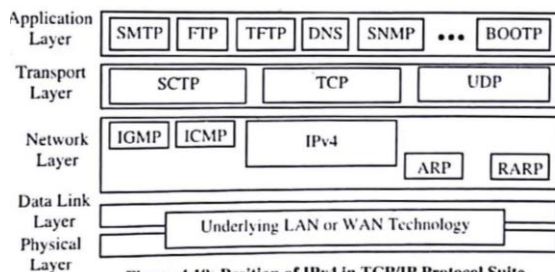 Application Layer
SMTP FTP TFTP DNS SNMP ••• BOOTP
Transport Layer
SCTP TCP UDP
Network Layer
IGMP ICMP IPv4
ARP RARP
Data Link Layer
Underlying LAN or WAN Technology
Physical Layer
Position of IPv4 in TCP/IP Protocol Suite